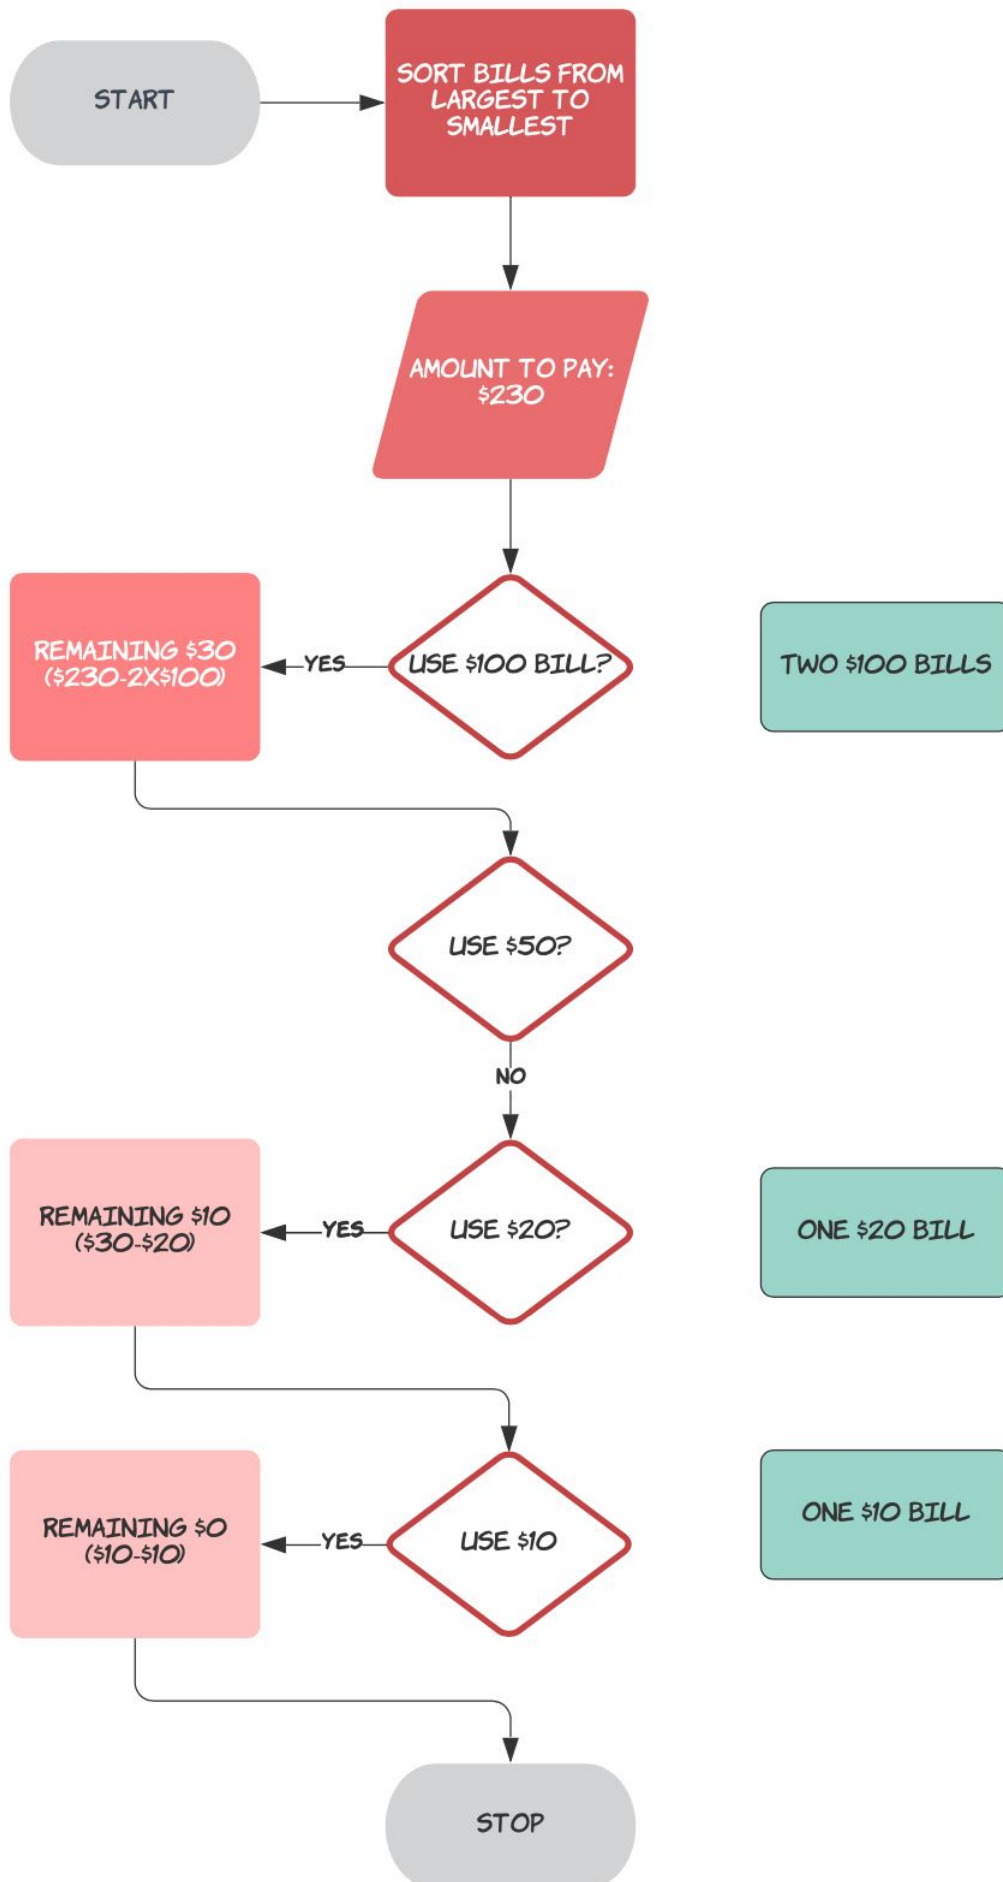 START
SORT BILLS FROM
LARGEST TO
SMALLEST
AMOUNT TO PAY:
$230
REMAINING $30
($230-2X$100)
YES
USE $100 BILL?
TWO $100 BILLS
USE $50?
NO
REMAINING $10
($30-$20)
YES
USE $20?
ONE $20 BILL
REMAINING $0
($10-$10)
YES
USE $10
ONE $10 BILL
STOP